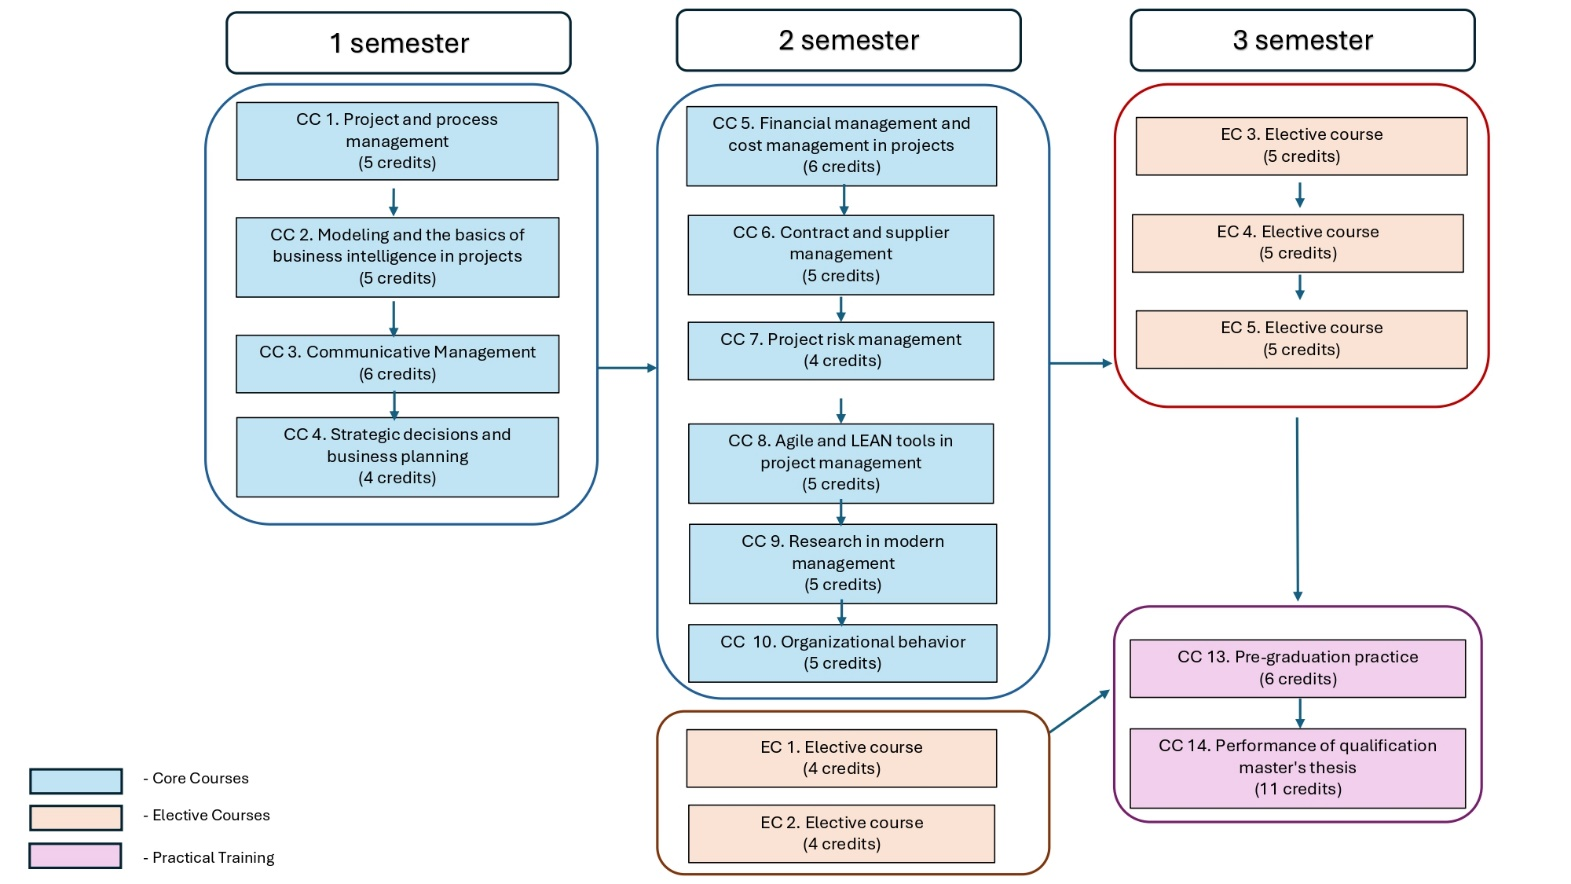 1 semester
CC 1. Project and process
management
(5 credits)
CC 2. Modeling and the basics of
business intelligence in projects
(5 credits)
CC 3. Communicative Management
(6 credits)
CC 4. Strategic decisions and
business planning
(4 credits)
2 semester
CC 5. Financial management and
cost management in projects
(6 credits)
CC 6. Contract and supplier
management
(5 credits)
CC 7. Project risk management
(4 credits)
CC 8. Agile and LEAN tools in
project management
(5 credits)
CC 9. Research in modern
management
(5 credits)
CC 10. Organizational behavior
(5 credits)
EC 1. Elective course
(4 credits)
EC 2. Elective course
(4 credits)
3 semester
EC 3. Elective course
(5 credits)
EC 4. Elective course
(5 credits)
EC 5. Elective course
(5 credits)
CC 13. Pre-graduation practice
(6 credits)
CC 14. Performance of qualification
master's thesis
(11 credits)
- Core Courses
- Elective Courses
- Practical Training